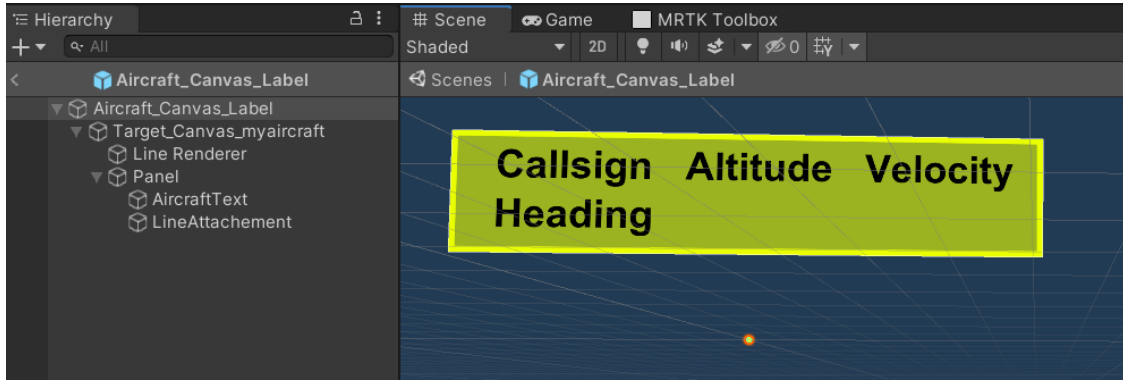 Hierarchy
All
Aircraft_Canvas_Label
Aircraft_Canvas_Label
Target_Canvas_myaircraft
Line Renderer
Panel
AircraftText
LineAttachement
Scene Game MRTK Toolbox
Shaded 2D 0
Scenes | Aircraft_Canvas_Label
Callsign Altitude Velocity
Heading